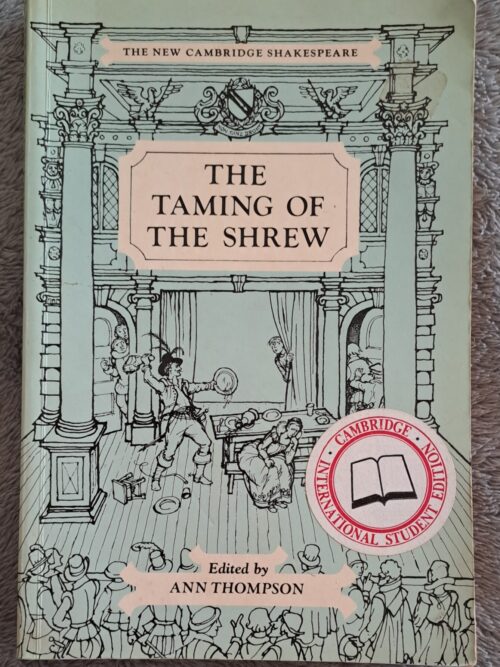 THE NEW CAMBRIDGE SHAKESPEARE
THE
TAMING OF
THE SHREW
· CAMBRIDGE ·
INTERNATIONAL STUDENT EDITION
Edited by
ANN THOMPSON